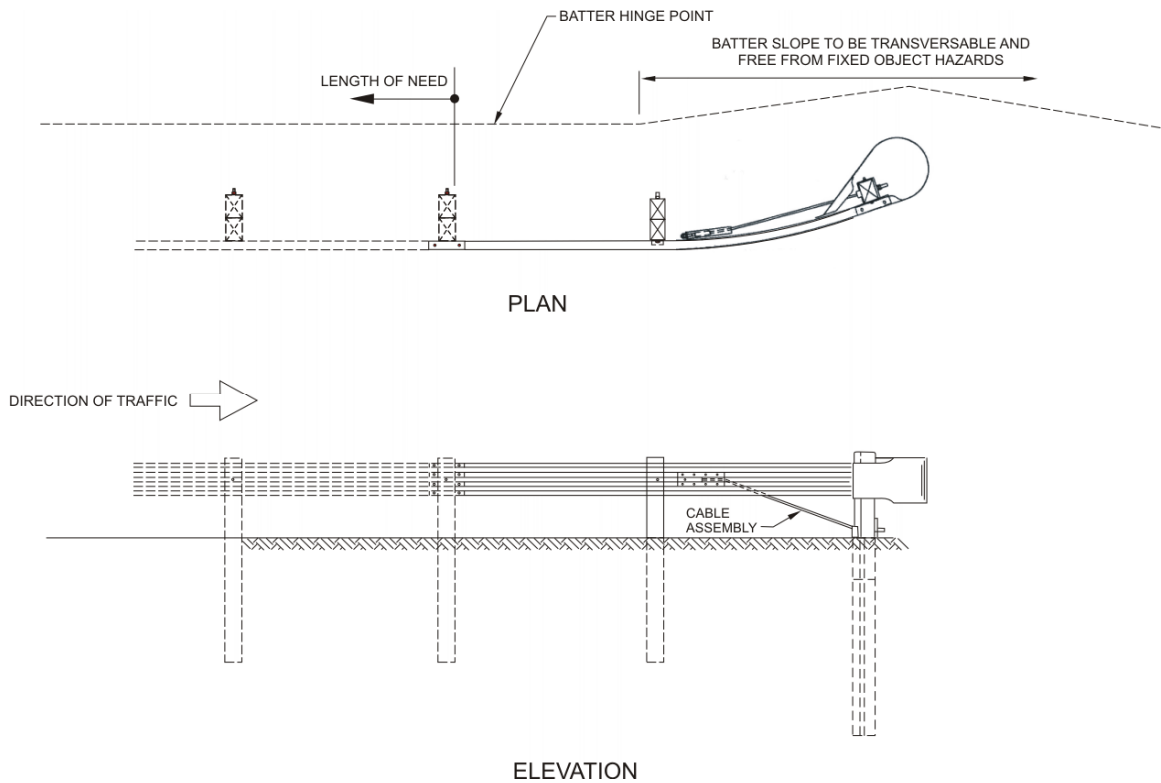 BATTER HINGE POINT
BATTER SLOPE TO BE TRANSVERSABLE AND
FREE FROM FIXED OBJECT HAZARDS
LENGTH OF NEED
PLAN
DIRECTION OF TRAFFIC
CABLE
ASSEMBLY
ELEVATION